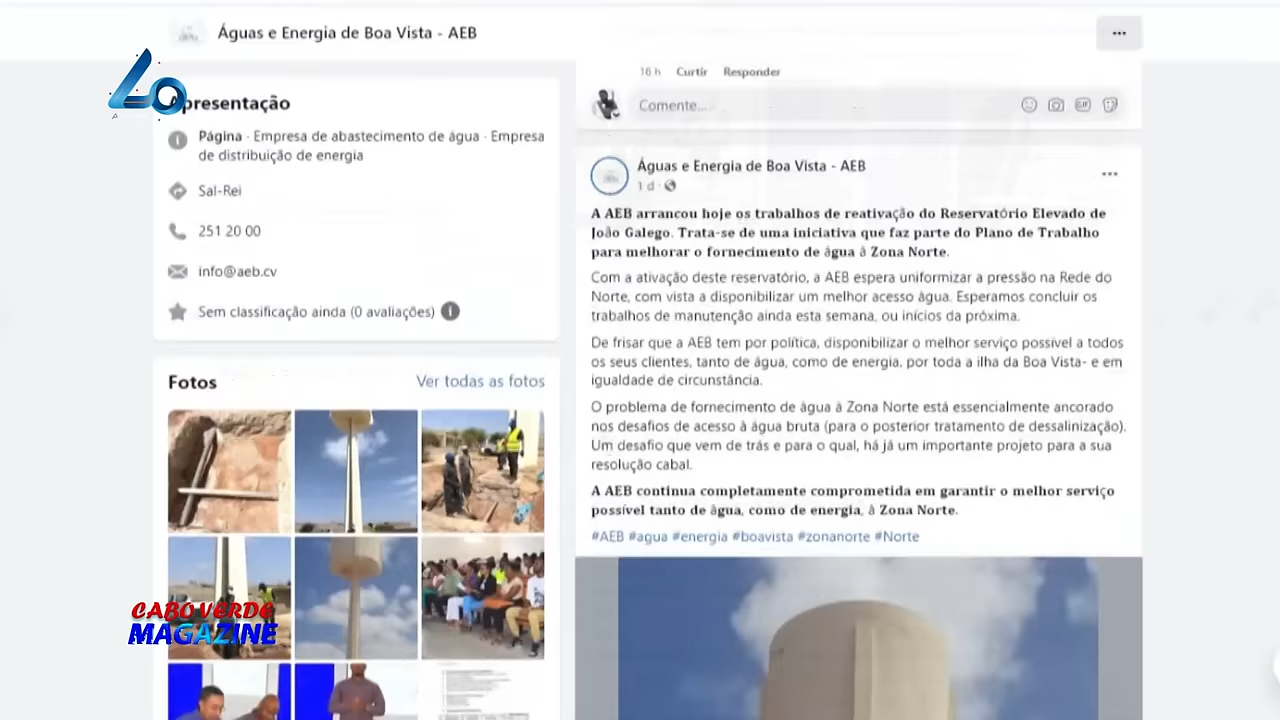 Águas e Energia de Boa Vista - AEB
...
LO
Apresentação
Página · Empresa de abastecimento de água · Empresa
de distribuição de energia
Sal-Rei
251 20 00
info@aeb.cv
Sem classificação ainda (0 avaliações)
Fotos
Ver todas as fotos
CABO VERDE
MAGAZINE
16 h Curtir Responder
Comente...
GIF
Águas e Energia de Boa Vista - AEB
1 d ·
...
A AEB arrancou hoje os trabalhos de reativação do Reservatório Elevado de
João Galego. Trata-se de uma iniciativa que faz parte do Plano de Trabalho
para melhorar o fornecimento de água à Zona Norte.
Com a ativação deste reservatório, a AEB espera uniformizar a pressão na Rede do
Norte, com vista a disponibilizar um melhor acesso àgua. Esperamos concluir os
trabalhos de manutenção ainda esta semana, ou inícios da próxima.
De frisar que a AEB tem por política, disponibilizar o melhor serviço possível a todos
os seus clientes, tanto de água, como de energia, por toda a ilha da Boa Vista- e em
igualdade de circunstância.
O problema de fornecimento de água à Zona Norte está essencialmente ancorado
nos desafios de acesso à água bruta (para o posterior tratamento de dessalinização).
Um desafio que vem de trás e para o qual, há já um importante projeto para a sua
resolução cabal.
A AEB continua completamente comprometida em garantir o melhor serviço
possível tanto de água, como de energia, à Zona Norte.
#AEB #agua #energia #boavista #zonanorte #Norte